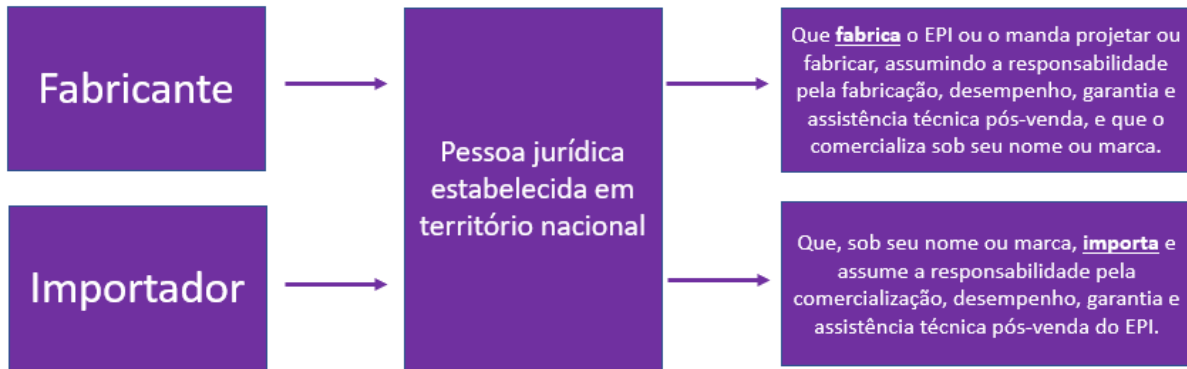 Fabricante
Pessoa jurídica
estabelecida em
território nacional
Que fabrica o EPI ou o manda projetar ou
fabricar, assumindo a responsabilidade
pela fabricação, desempenho, garantia e
assistência técnica pós-venda, e que o
comercializa sob seu nome ou marca.
Importador
Que, sob seu nome ou marca, importa e
assume a responsabilidade pela
comercialização, desempenho, garantia e
assistência técnica pós-venda do EPI.